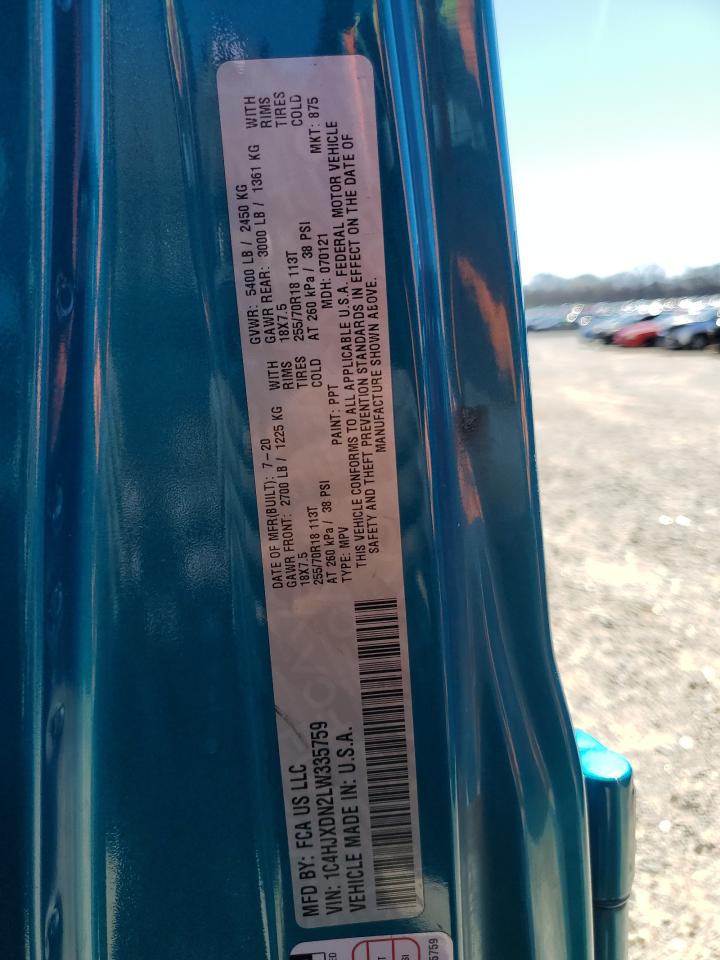 MFD BY: FCA US LLC
VIN: 1C4HJXDN2LW335759
VEHICLE MADE IN: U.S.A.
DATE OF MFR(BUILT): 7-20 GVWR: 5400 LB / 2450 KG
GAWR FRONT: 2700 LB / 1225 KG WITH GAWR REAR: 3000 LB / 1361 KG WITH
18X7.5 RIMS 18X7.5 RIMS
255/70R18 113T TIRES 255/70R18 113T TIRES
AT 260 kPa / 38 PSI COLD AT 260 kPa / 38 PSI COLD
TYPE: MPV PAINT: PPT MDH: 070121 MKT: 875
THIS VEHICLE CONFORMS TO ALL APPLICABLE U.S.A. FEDERAL MOTOR VEHICLE
SAFETY AND THEFT PREVENTION STANDARDS IN EFFECT ON THE DATE OF
MANUFACTURE SHOWN ABOVE.
5759